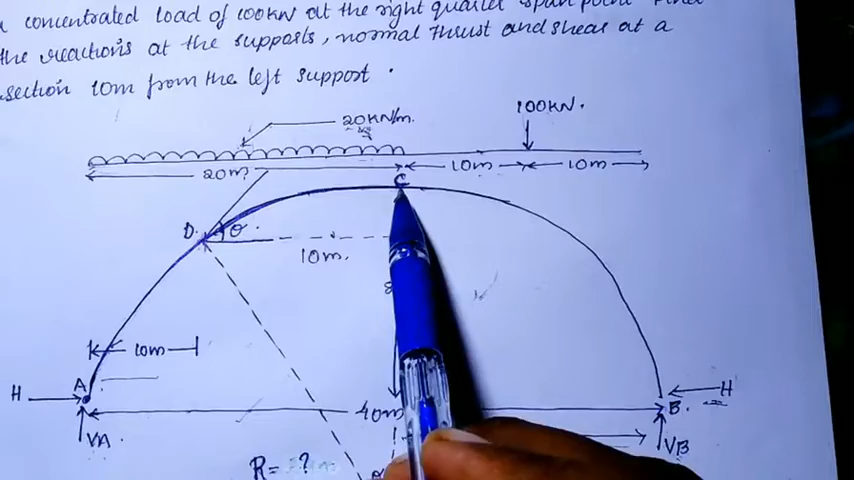 concentrated load of 100KN at the right quarter span point
the reactions at the supports, normal thrust and shear at a
section 10m from the left support.
100KN.
20KN/m.
20m
10m
10m
C
D.
θ
10m.
10m
A
H
H
40m
B.
VA
VB
R= ?